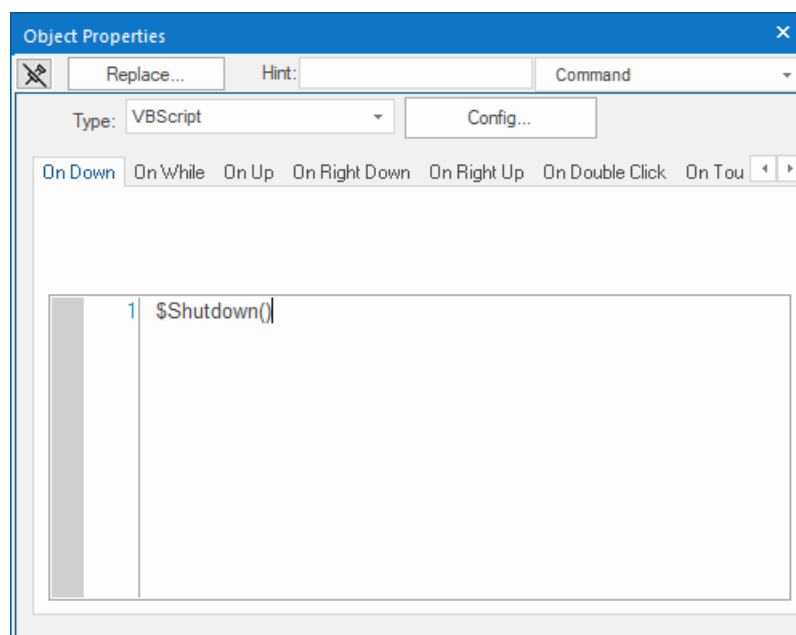 Object Properties
Replace... Hint: Command
Type: VBScript Config...
On Down On While On Up On Right Down On Right Up On Double Click On Tou
1 $Shutdown()